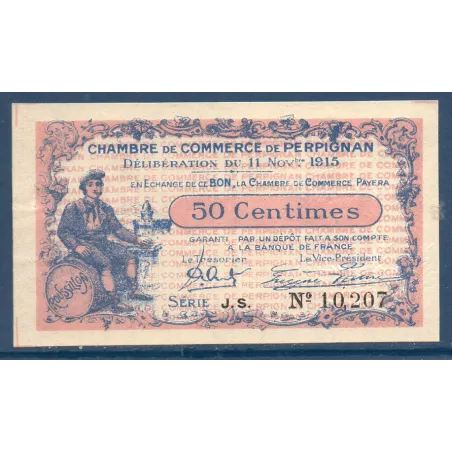 CHAMBRE DE COMMERCE DE PERPIGNAN
DÉLIBÉRATION DU 11 NOVbre 1915
EN ECHANGE DE CE BON, LA CHAMBRE DE COMMERCE PAYERA
50 Centimes
GARANTI PAR UN DÉPÔT FAIT A SON COMPTE
A LA BANQUE DE FRANCE
Le Trésorier Le Vice-Président
SÉRIE J.S. No 10,207